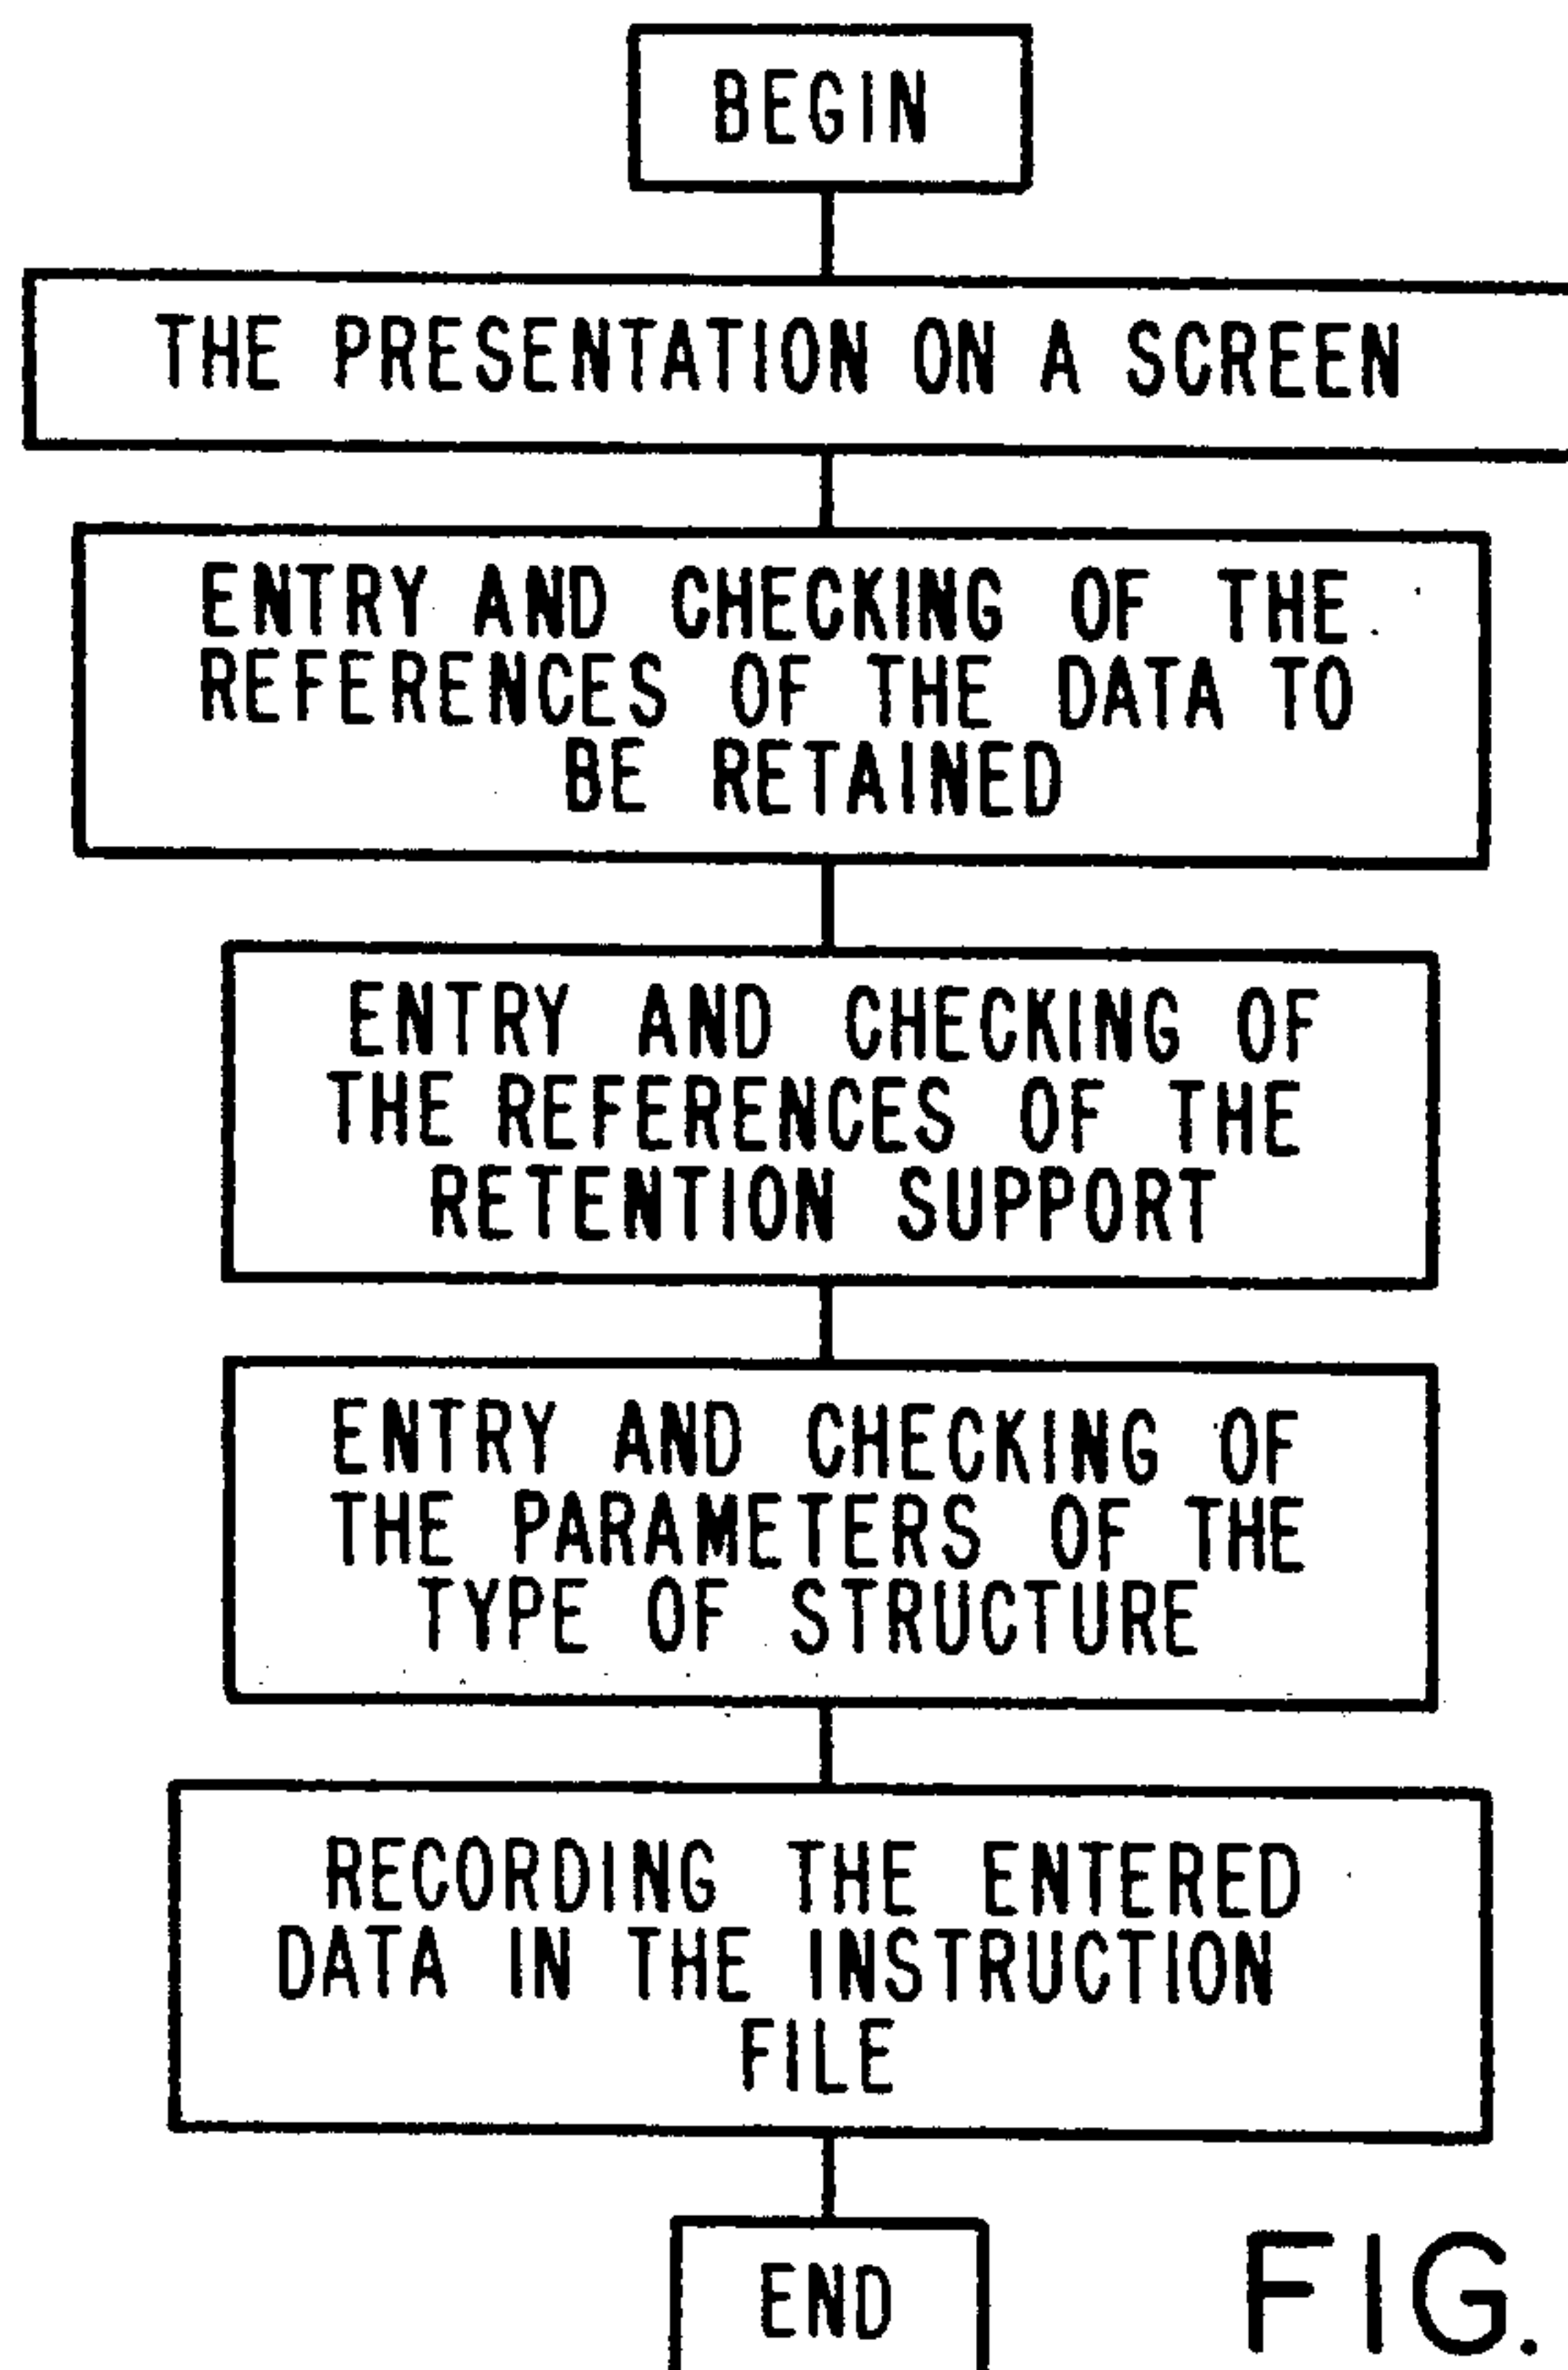 BEGIN
THE PRESENTATION ON A SCREEN
ENTRY AND CHECKING OF THE
REFERENCES OF THE DATA TO
BE RETAINED
ENTRY AND CHECKING OF
THE REFERENCES OF THE
RETENTION SUPPORT
ENTRY AND CHECKING OF
THE PARAMETERS OF THE
TYPE OF STRUCTURE
RECORDING THE ENTERED
DATA IN THE INSTRUCTION
FILE
END
FIG.